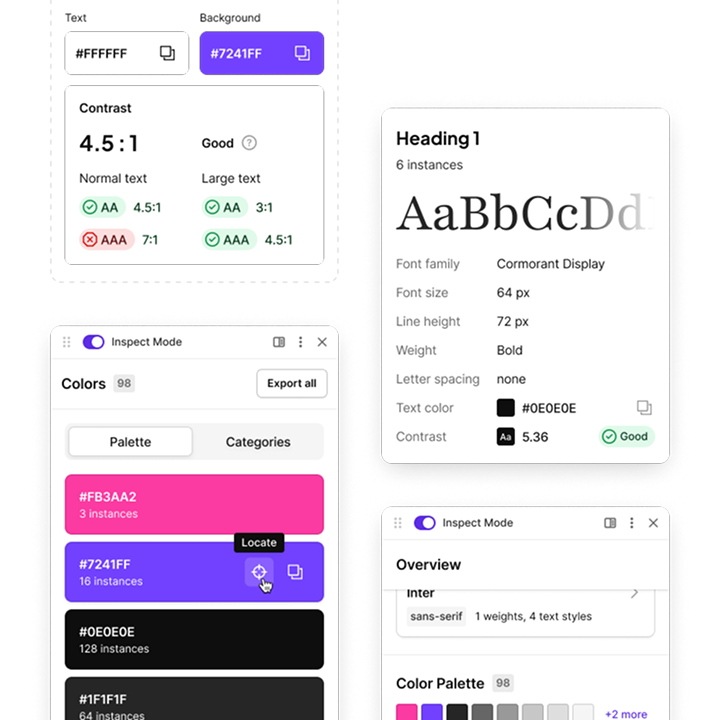 Text
Background
#FFFFFF
#7241FF
Contrast
4.5 : 1
Good
Normal text
Large text
AA 4.5:1
AA 3:1
AAA 7:1
AAA 4.5:1
Heading 1
6 instances
AaBbCcDd
Font family Cormorant Display
Font size 64 px
Line height 72 px
Weight Bold
Letter spacing none
Text color #0E0E0E
Contrast Aa 5.36 Good
Inspect Mode
Colors 98
Export all
Palette
Categories
#FB3AA2
3 instances
Locate
#7241FF
16 instances
#0E0E0E
128 instances
#1F1F1F
64 instances
Inspect Mode
Overview
Inter
sans-serif 1 weights, 4 text styles
Color Palette 98
+2 more